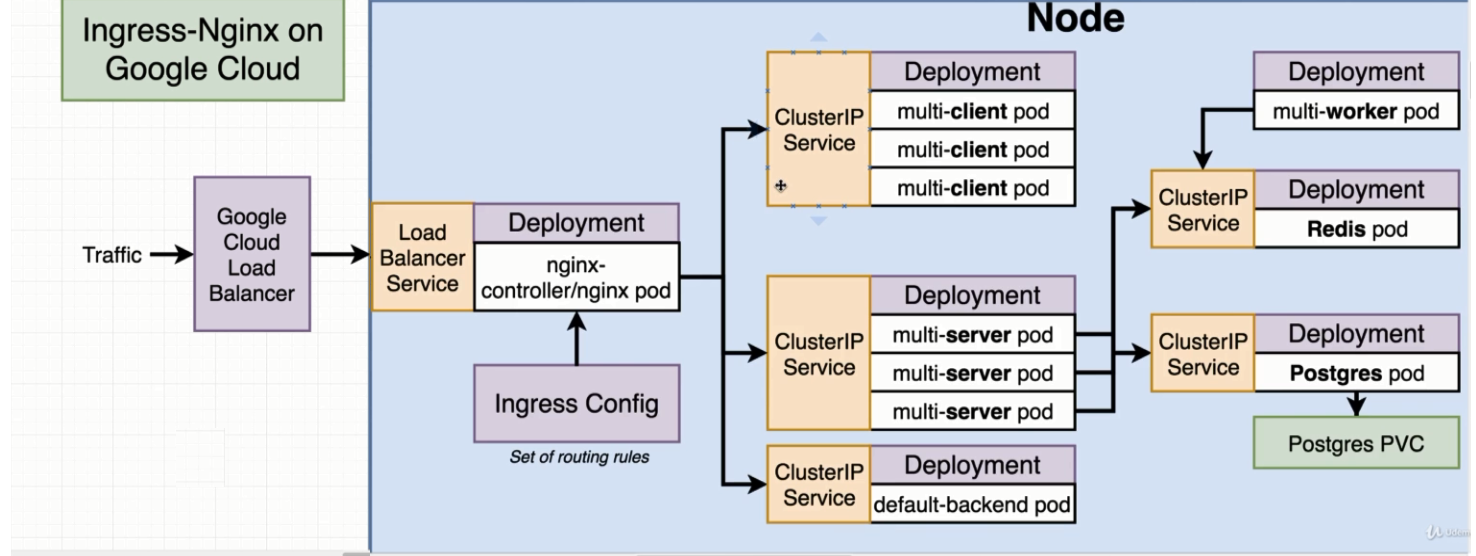 Ingress-Nginx on
Google Cloud
Node
Traffic
Google
Cloud
Load
Balancer
Load
Balancer
Service
Deployment
nginx-
controller/nginx pod
Ingress Config
Set of routing rules
ClusterIP
Service
Deployment
multi-client pod
multi-client pod
multi-client pod
ClusterIP
Service
Deployment
multi-server pod
multi-server pod
multi-server pod
ClusterIP
Service
Deployment
default-backend pod
Deployment
multi-worker pod
ClusterIP
Service
Deployment
Redis pod
ClusterIP
Service
Deployment
Postgres pod
Postgres PVC